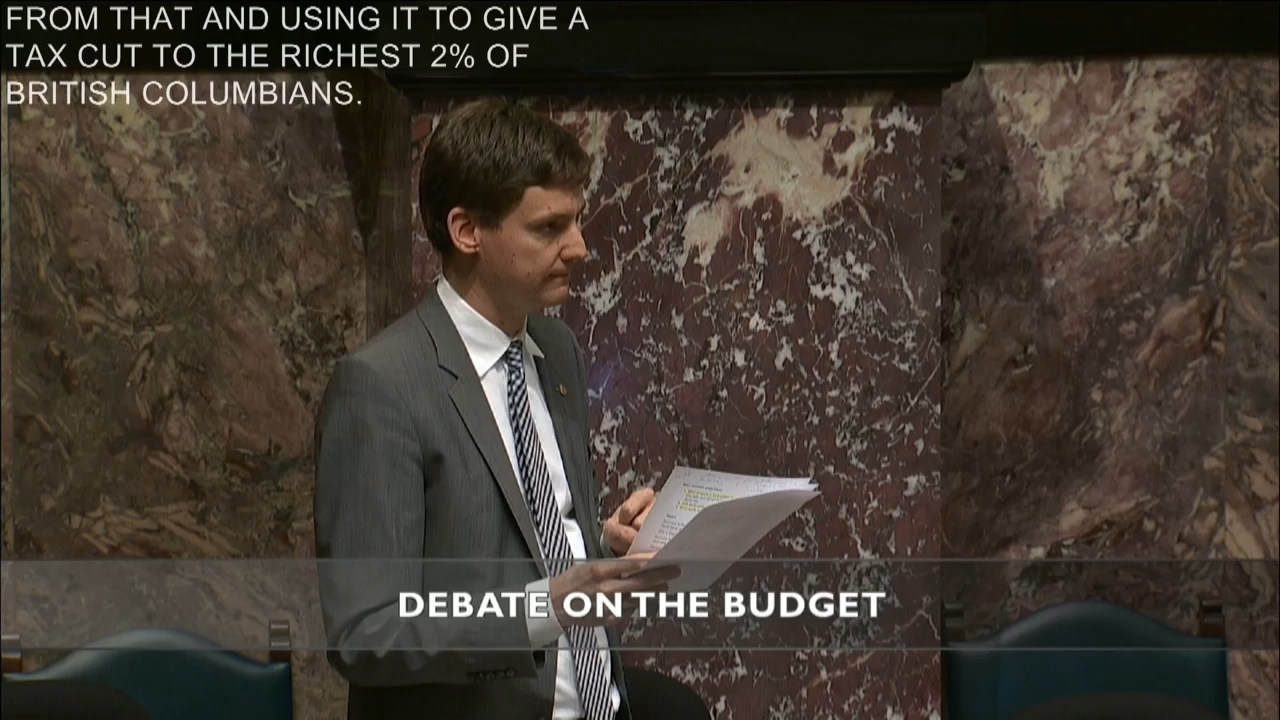 FROM THAT AND USING IT TO GIVE A
TAX CUT TO THE RICHEST 2% OF
BRITISH COLUMBIANS.
DEBATE ON THE BUDGET